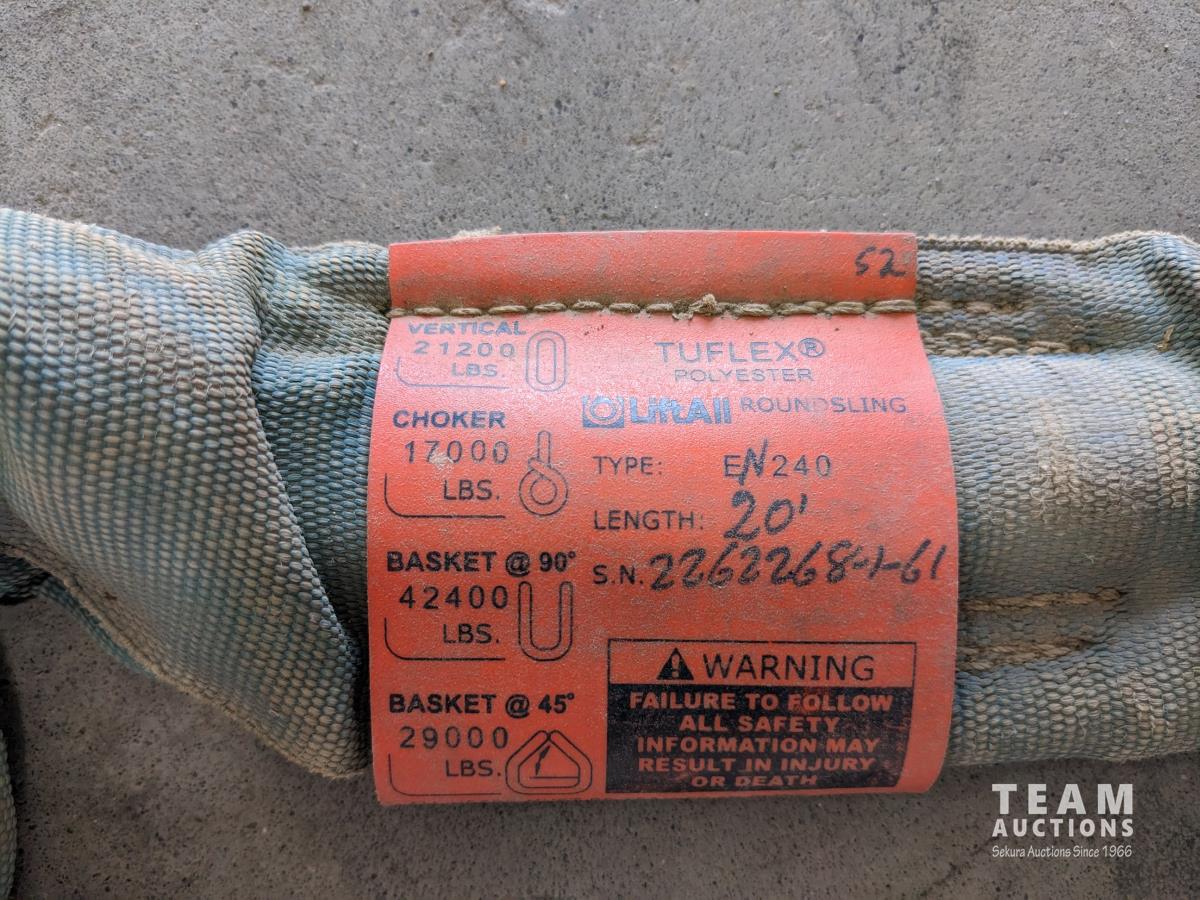 52
VERTICAL
21200
LBS.
CHOKER
17000
LBS.
BASKET @ 90°
42400
LBS.
BASKET @ 45°
29000
LBS.
TUFLEX®
POLYESTER
LiftAll ROUNDSLING
TYPE: EN240
LENGTH: 20'
S.N. 2262268-1-61
WARNING
FAILURE TO FOLLOW
ALL SAFETY
INFORMATION MAY
RESULT IN INJURY
OR DEATH
TEAM
AUCTIONS
Sekura Auctions Since 1966